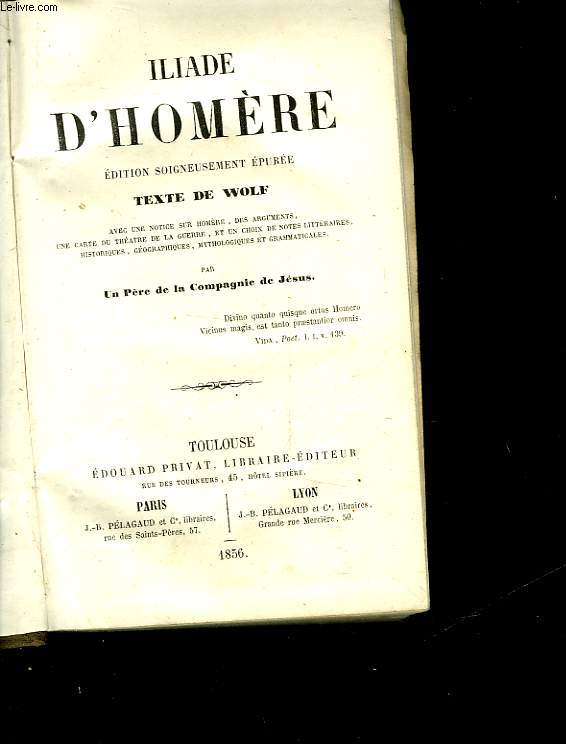 Le-livre.com
ILIADE
D'HOMÈRE
ÉDITION SOIGNEUSEMENT ÉPURÉE
TEXTE DE WOLF
AVEC UNE NOTICE SUR HOMÈRE, DES ARGUMENTS,
UNE CARTE DU THÉATRE DE LA GUERRE, ET UN CHOIX DE NOTES LITTÉRAIRES,
HISTORIQUES, GÉOGRAPHIQUES, MYTHOLOGIQUES ET GRAMMATICALES,
PAR
Un Père de la Compagnie de Jésus.
Divino quanto quisque ortus Homero
Vicinus magis, est tanto præstantior omnis.
VIDA, Poet. l. 1. v. 139.
TOULOUSE
ÉDOUARD PRIVAT, LIBRAIRE-ÉDITEUR
RUE DES TOURNEURS, 45, HÔTEL SIPIÈRE.
PARIS
J.-B. PÉLAGAUD et Ce, libraires,
rue des Saints-Pères, 57.
LYON
J.-B. PÉLAGAUD et Ce, libraires,
Grande rue Mercière, 50.
1856.